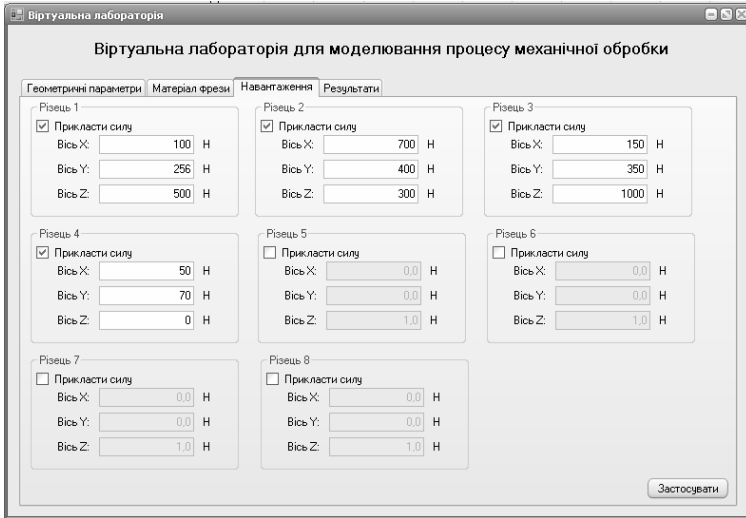 Віртуальна лабораторія
Віртуальна лабораторія для моделювання процесу механічної обробки
Геометричні параметри Матеріал фрези Навантаження Результати
Різець 1 Різець 2 Різець 3
Прикласти силу Прикласти силу Прикласти силу
Вісь X: 100 Н Вісь X: 700 Н Вісь X: 150 Н
Вісь Y: 256 Н Вісь Y: 400 Н Вісь Y: 350 Н
Вісь Z: 500 Н Вісь Z: 300 Н Вісь Z: 1000 Н
Різець 4 Різець 5 Різець 6
Прикласти силу Прикласти силу Прикласти силу
Вісь X: 50 Н Вісь X: 0,0 Н Вісь X: 0,0 Н
Вісь Y: 70 Н Вісь Y: 0,0 Н Вісь Y: 0,0 Н
Вісь Z: 0 Н Вісь Z: 1,0 Н Вісь Z: 1,0 Н
Різець 7 Різець 8
Прикласти силу Прикласти силу
Вісь X: 0,0 Н Вісь X: 0,0 Н
Вісь Y: 0,0 Н Вісь Y: 0,0 Н
Вісь Z: 1,0 Н Вісь Z: 1,0 Н
Застосувати